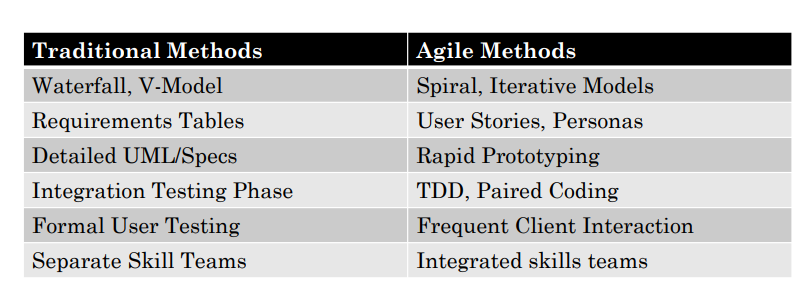 Traditional Methods Agile Methods
Waterfall, V-Model Spiral, Iterative Models
Requirements Tables User Stories, Personas
Detailed UML/Specs Rapid Prototyping
Integration Testing Phase TDD, Paired Coding
Formal User Testing Frequent Client Interaction
Separate Skill Teams Integrated skills teams